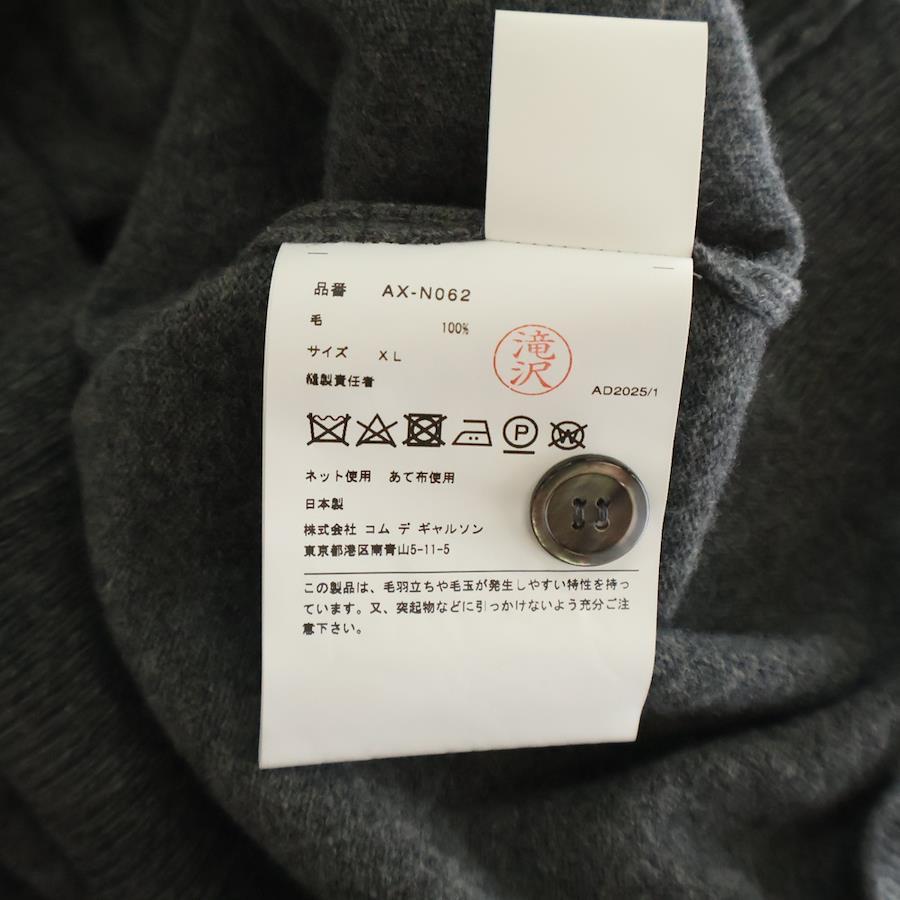 品番 AX-N062
毛 100%
サイズ XL
滝沢
縫製責任者
AD2025/1
P W
ネット使用 あて布使用
日本製
株式会社 コム デ ギャルソン
東京都港区南青山5-11-5
この製品は、毛羽立ちや毛玉が発生しやすい特性を持っ
ています。又、突起物などに引っかけないよう充分ご注
意下さい。